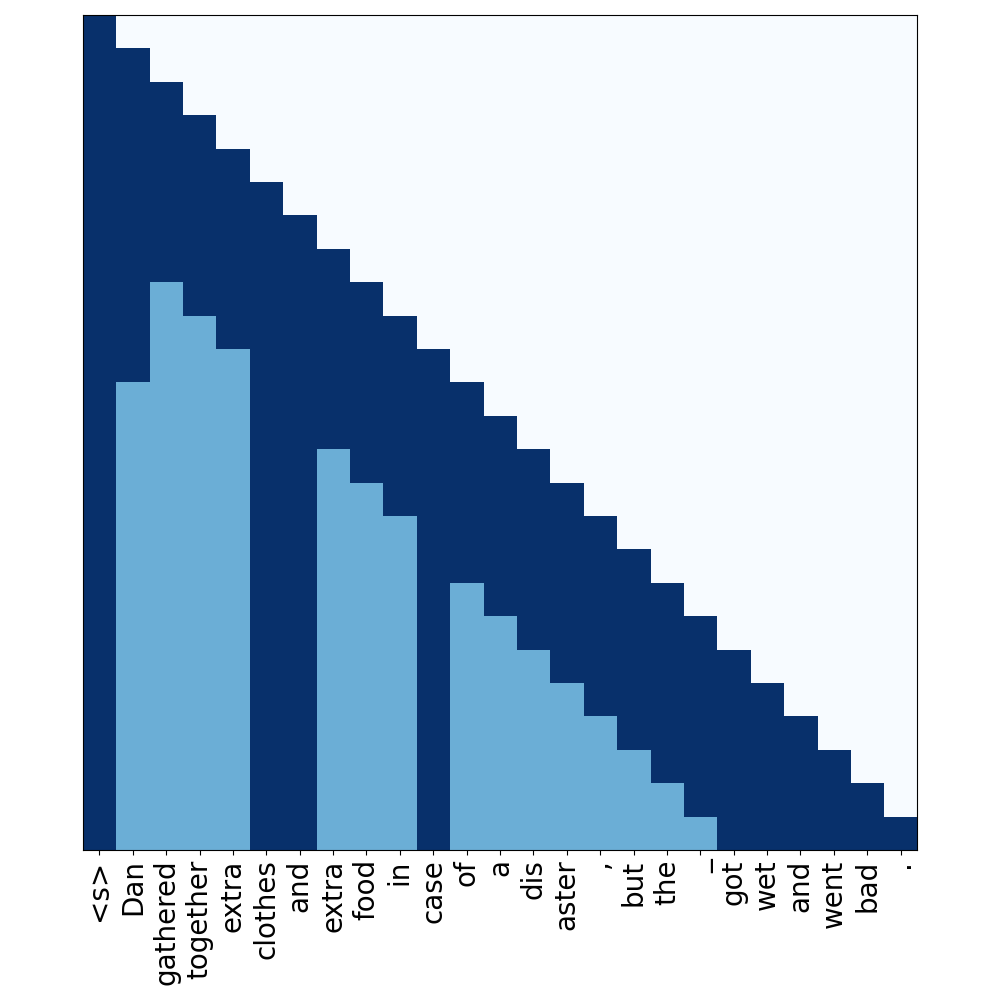 <s> Dan gathered together extra clothes and extra food in case of a dis aster , but the _ got wet and went bad .